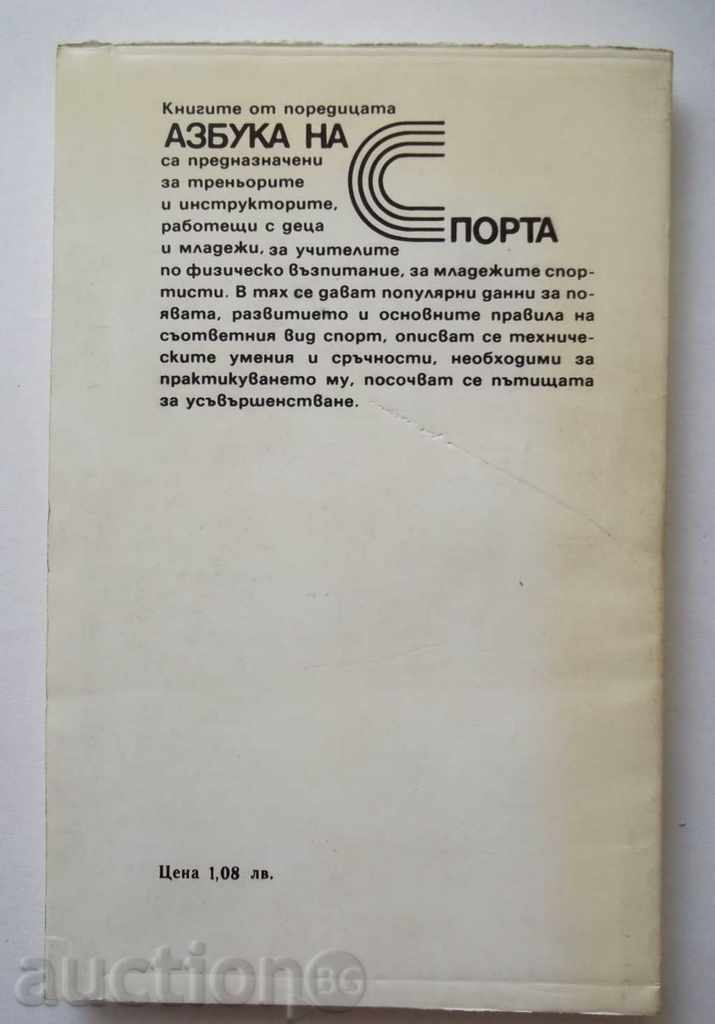 Книгите от поредицата
АЗБУКА НА
СПОРТА
са предназначени
за треньорите
и инструкторите,
работещи с деца
и младежи, за учителите
по физическо възпитание, за младежите спор-
тисти. В тях се дават популярни данни за по-
явата, развитието и основните правила на
съответния вид спорт, описват се техниче-
ските умения и сръчности, необходими за
практикуването му, посочват се пътищата
за усъвършенстване.
Цена 1,08 лв.
auction BG